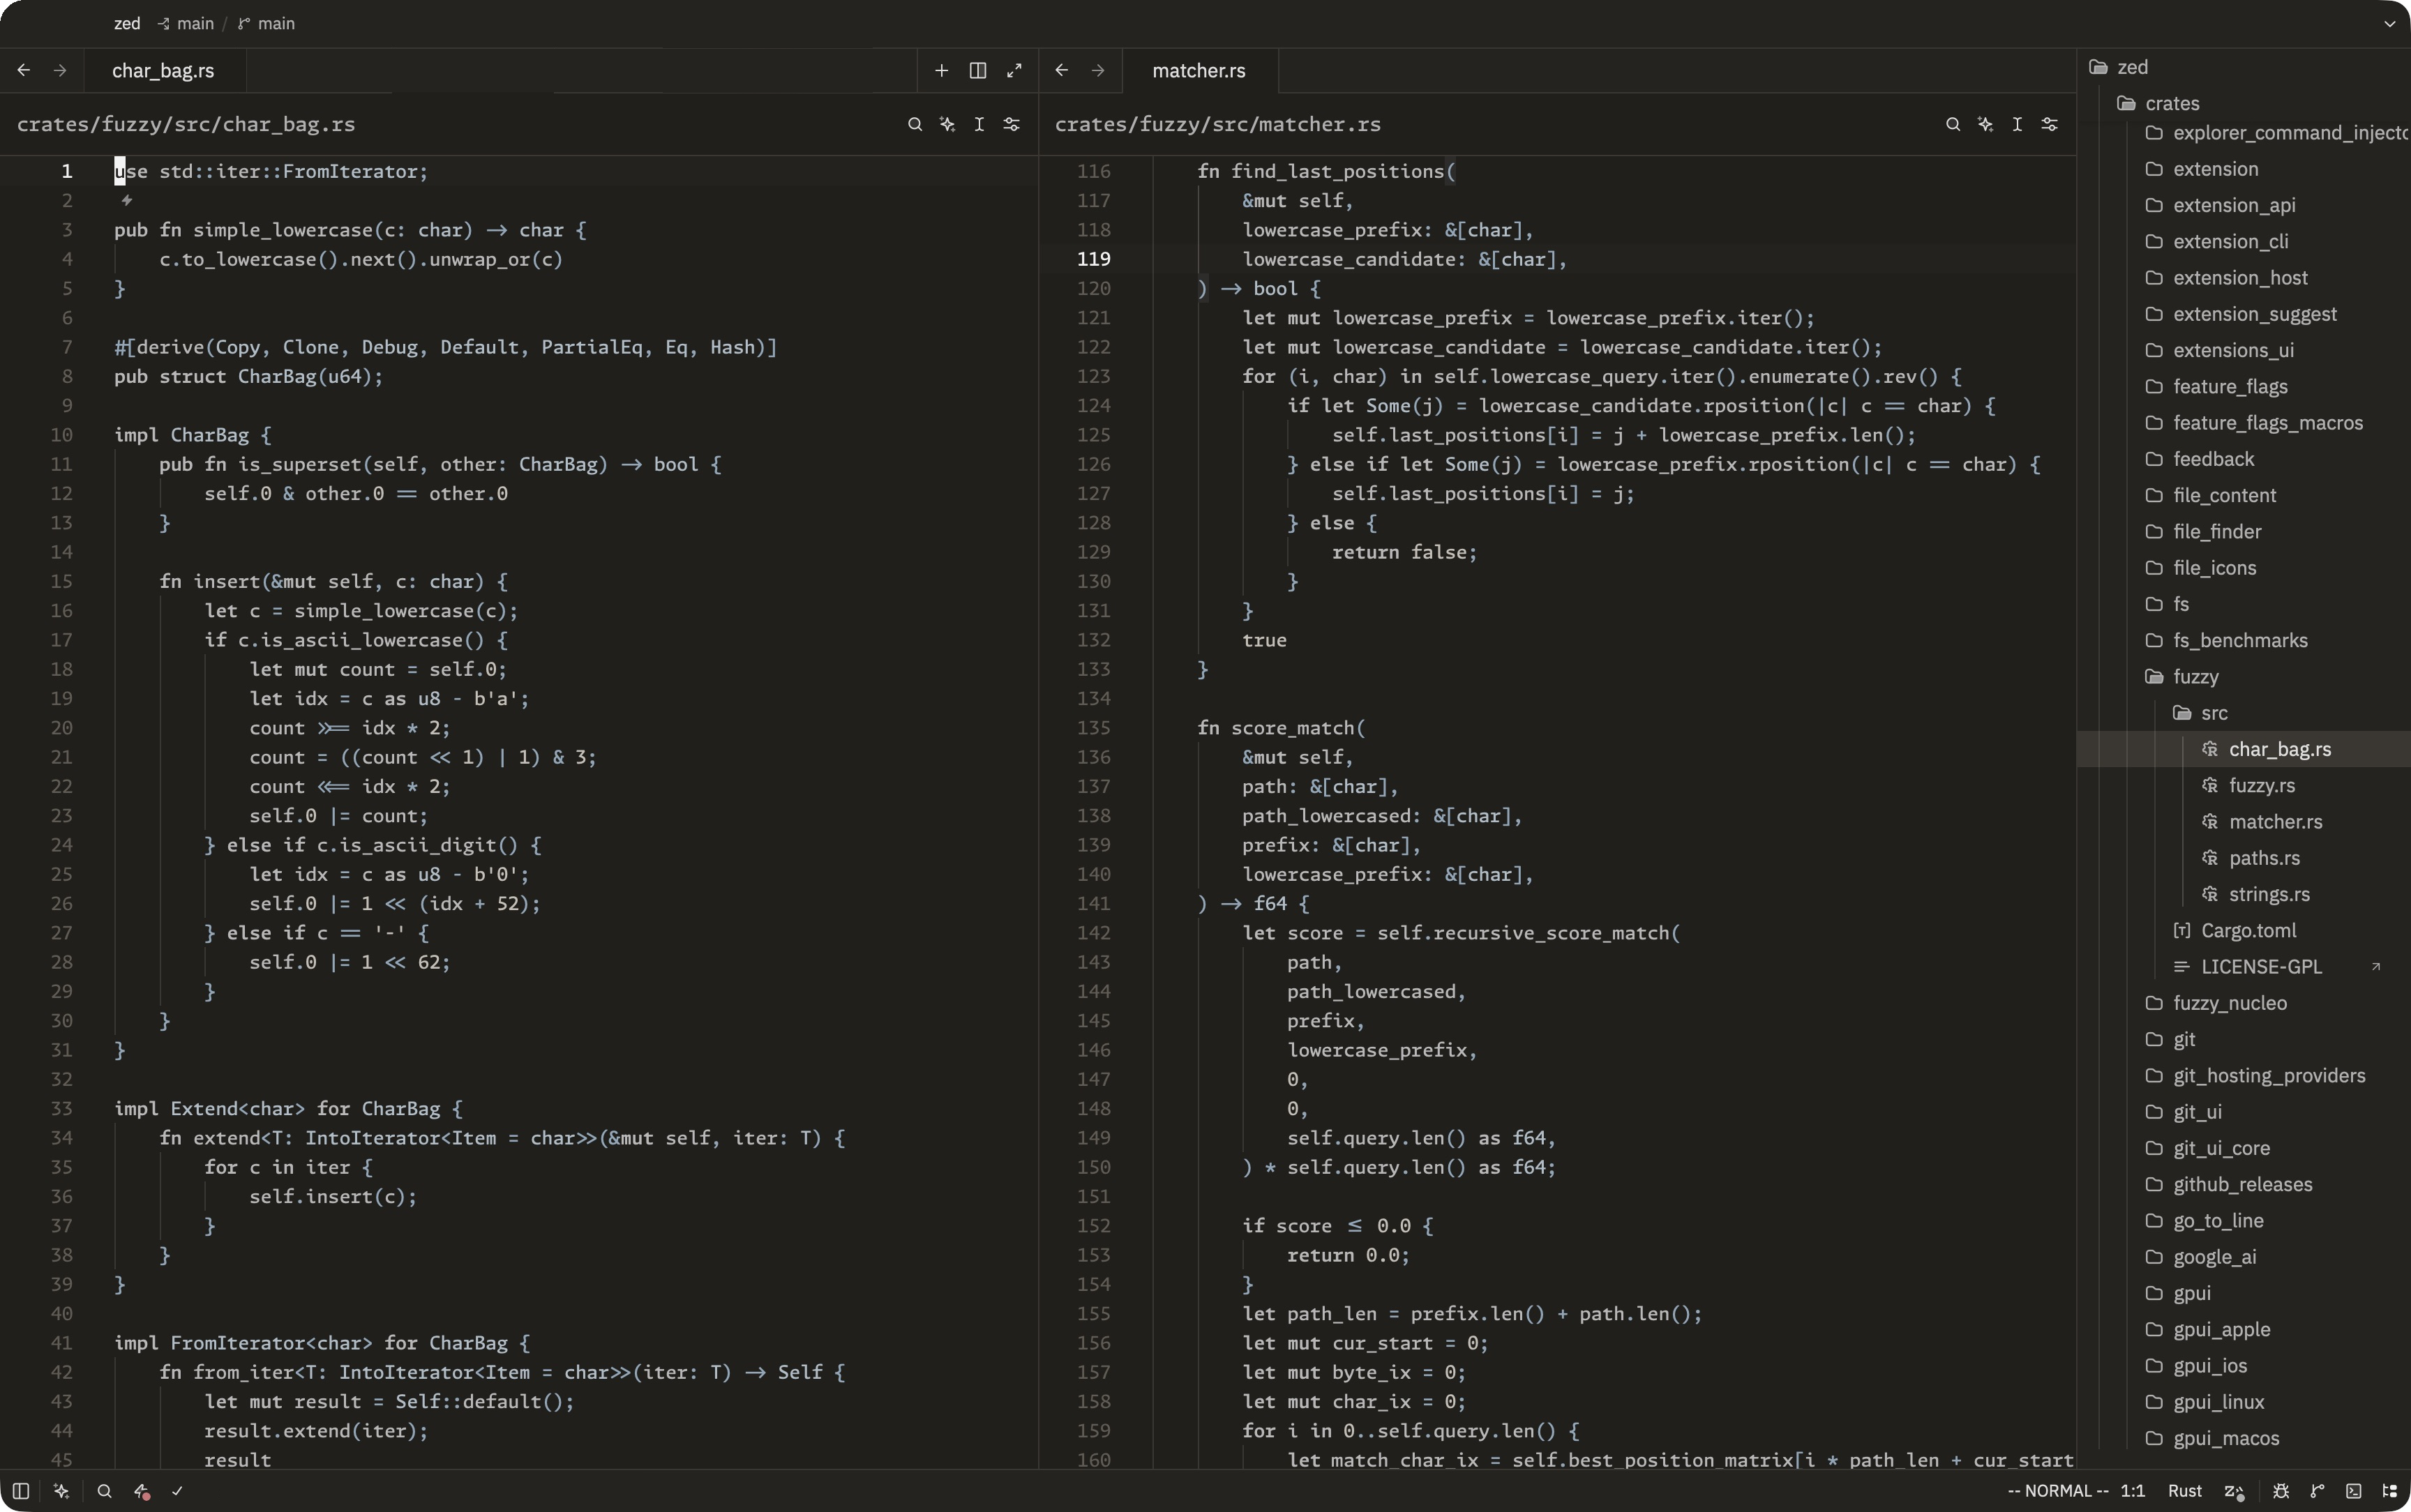 zed main / main
char_bag.rs
crates/fuzzy/src/char_bag.rs
1 use std::iter::FromIterator;
2
3 pub fn simple_lowercase(c: char) -> char {
4 c.to_lowercase().next().unwrap_or(c)
5 }
6
7 #[derive(Copy, Clone, Debug, Default, PartialEq, Eq, Hash)]
8 pub struct CharBag(u64);
9
10 impl CharBag {
11 pub fn is_superset(self, other: CharBag) -> bool {
12 self.0 & other.0 == other.0
13 }
14
15 fn insert(&mut self, c: char) {
16 let c = simple_lowercase(c);
17 if c.is_ascii_lowercase() {
18 let mut count = self.0;
19 let idx = c as u8 - b'a';
20 count >>= idx * 2;
21 count = ((count << 1) | 1) & 3;
22 count <<= idx * 2;
23 self.0 |= count;
24 } else if c.is_ascii_digit() {
25 let idx = c as u8 - b'0';
26 self.0 |= 1 << (idx + 52);
27 } else if c == '-' {
28 self.0 |= 1 << 62;
29 }
30 }
31 }
32
33 impl Extend<char> for CharBag {
34 fn extend<T: IntoIterator<Item = char>>(&mut self, iter: T) {
35 for c in iter {
36 self.insert(c);
37 }
38 }
39 }
40
41 impl FromIterator<char> for CharBag {
42 fn from_iter<T: IntoIterator<Item = char>>(iter: T) -> Self {
43 let mut result = Self::default();
44 result.extend(iter);
45 result
matcher.rs
crates/fuzzy/src/matcher.rs
116 fn find_last_positions(
117 &mut self,
118 lowercase_prefix: &[char],
119 lowercase_candidate: &[char],
120 ) -> bool {
121 let mut lowercase_prefix = lowercase_prefix.iter();
122 let mut lowercase_candidate = lowercase_candidate.iter();
123 for (i, char) in self.lowercase_query.iter().enumerate().rev() {
124 if let Some(j) = lowercase_candidate.rposition(|c| c == char) {
125 self.last_positions[i] = j + lowercase_prefix.len();
126 } else if let Some(j) = lowercase_prefix.rposition(|c| c == char) {
127 self.last_positions[i] = j;
128 } else {
129 return false;
130 }
131 }
132 true
133 }
134
135 fn score_match(
136 &mut self,
137 path: &[char],
138 path_lowercased: &[char],
139 prefix: &[char],
140 lowercase_prefix: &[char],
141 ) -> f64 {
142 let score = self.recursive_score_match(
143 path,
144 path_lowercased,
145 prefix,
146 lowercase_prefix,
147 0,
148 0,
149 self.query.len() as f64,
150 ) * self.query.len() as f64;
151
152 if score <= 0.0 {
153 return 0.0;
154 }
155 let path_len = prefix.len() + path.len();
156 let mut cur_start = 0;
157 let mut byte_ix = 0;
158 let mut char_ix = 0;
159 for i in 0..self.query.len() {
160 let match_char_ix = self.best_position_matrix[i * path_len + cur_start
zed
crates
explorer_command_injecto
extension
extension_api
extension_cli
extension_host
extension_suggest
extensions_ui
feature_flags
feature_flags_macros
feedback
file_content
file_finder
file_icons
fs
fs_benchmarks
fuzzy
src
char_bag.rs
fuzzy.rs
matcher.rs
paths.rs
strings.rs
Cargo.toml
LICENSE-GPL
fuzzy_nucleo
git
git_hosting_providers
git_ui
git_ui_core
github_releases
go_to_line
google_ai
gpui
gpui_apple
gpui_ios
gpui_linux
gpui_macos
-- NORMAL -- 1:1 Rust